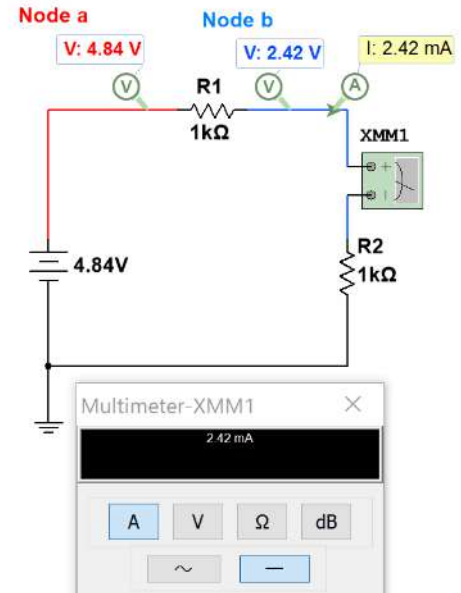 Node a
Node b
V: 4.84 V
V: 2.42 V
I: 2.42 mA
V
V
A
R1
1kΩ
XMM1
+
−
4.84V
R2
1kΩ
Multimeter-XMM1
2.42 mA
A V Ω dB
~ —